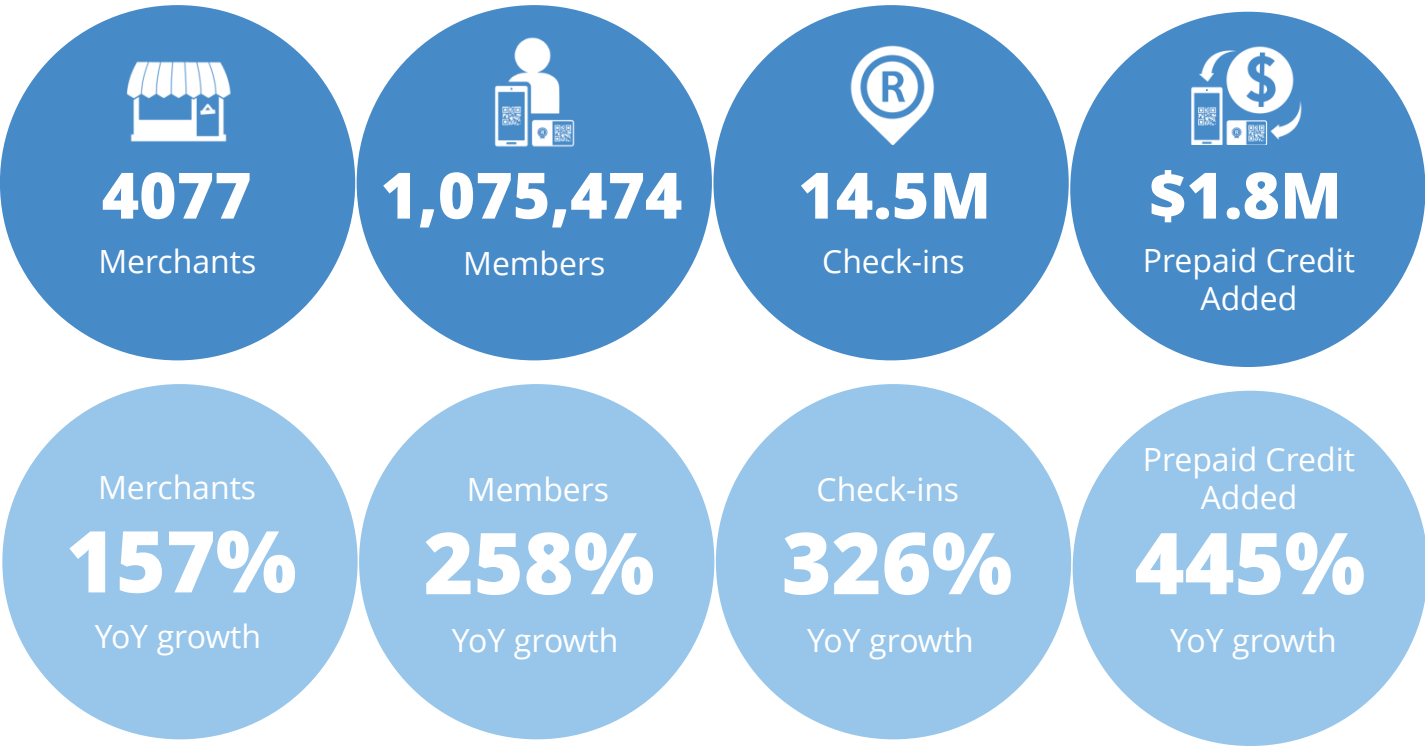 R
$
4077
Merchants
1,075,474
Members
14.5M
Check-ins
$1.8M
Prepaid Credit
Added
Merchants
157%
YoY growth
Members
258%
YoY growth
Check-ins
326%
YoY growth
Prepaid Credit
Added
445%
YoY growth